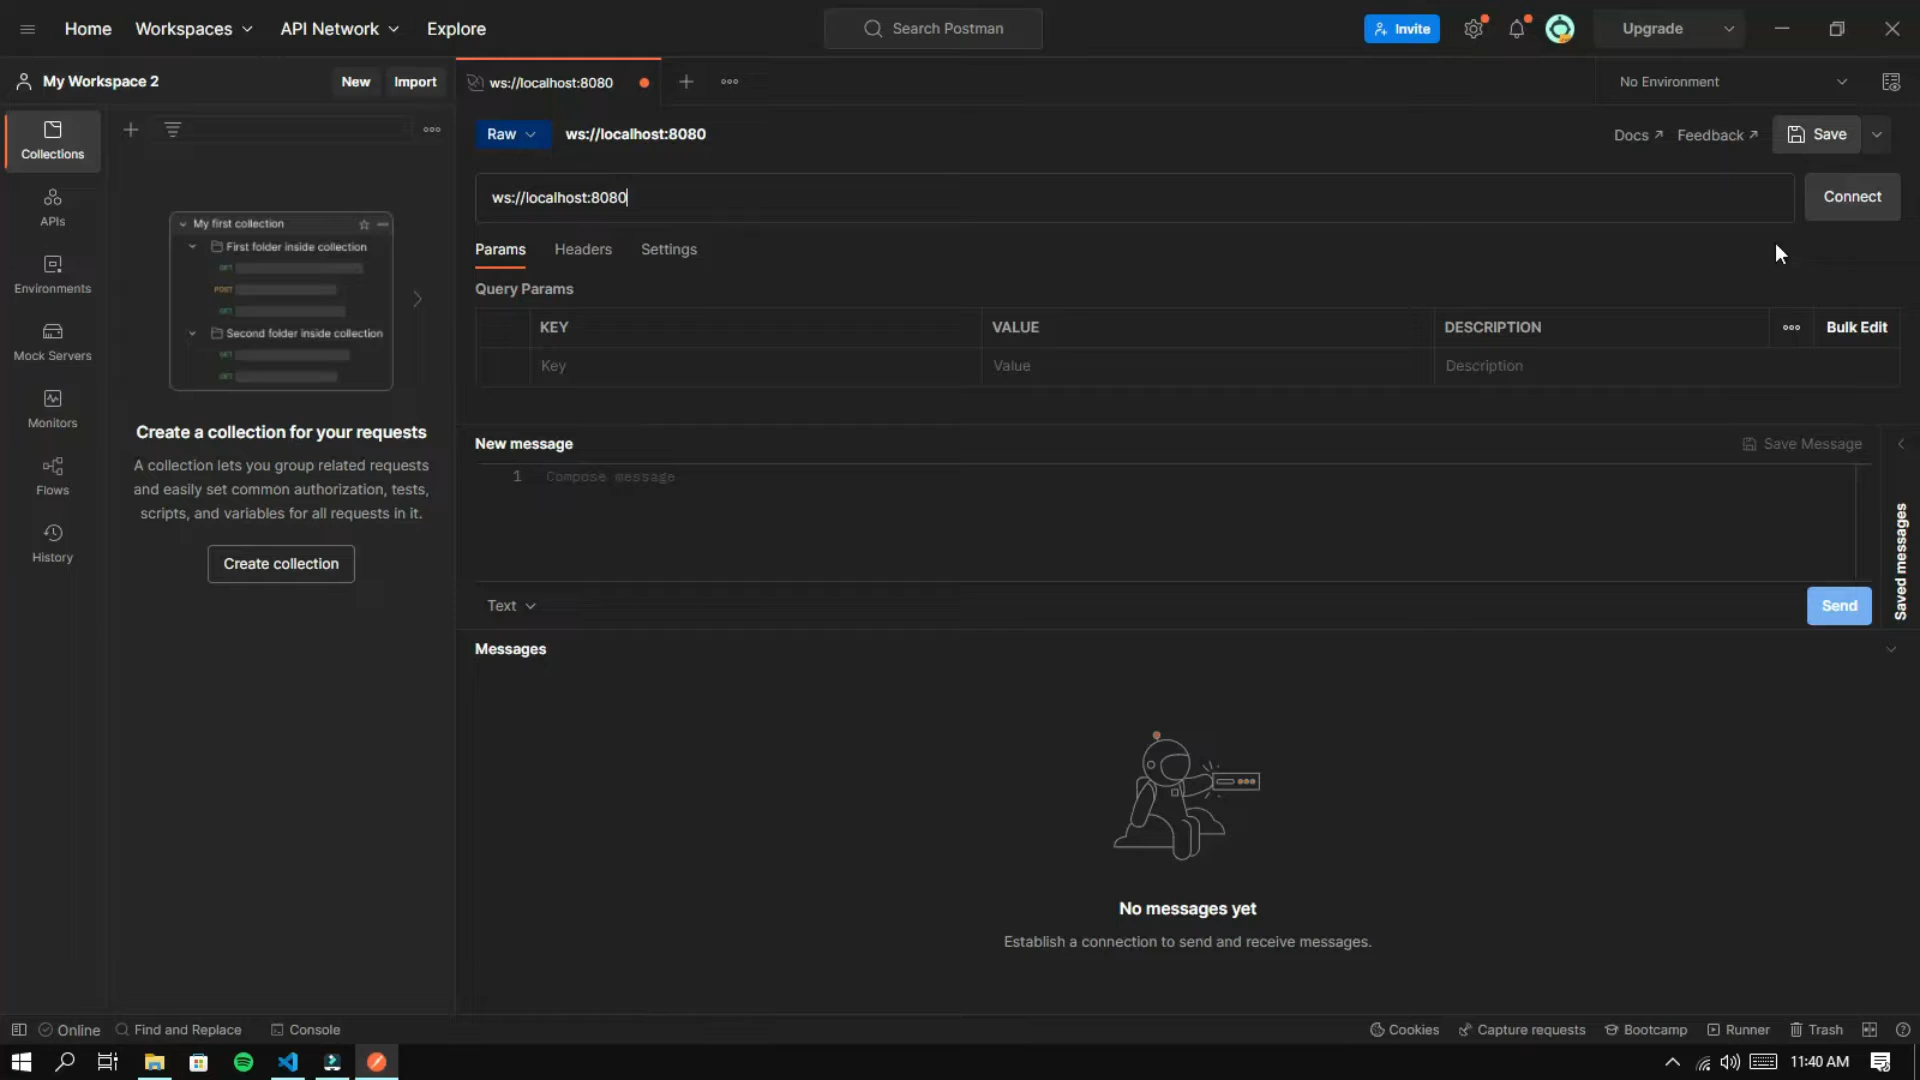 Home Workspaces API Network Explore Search Postman Invite Upgrade
My Workspace 2 New Import ws://localhost:8080 No Environment
Raw ws://localhost:8080 Docs Feedback Save
ws://localhost:8080 Connect
Params Headers Settings
Query Params
KEY VALUE DESCRIPTION Bulk Edit
Key Value Description
New message Save Message
1 Compose message
Text Send
Saved messages
Messages
No messages yet
Establish a connection to send and receive messages.
Collections
APIs
Environments
Mock Servers
Monitors
Flows
History
My first collection
First folder inside collection
GET
POST
GET
Second folder inside collection
GET
GET
Create a collection for your requests
A collection lets you group related requests
and easily set common authorization, tests,
scripts, and variables for all requests in it.
Create collection
Online Find and Replace Console Cookies Capture requests Bootcamp Runner Trash
11:40 AM